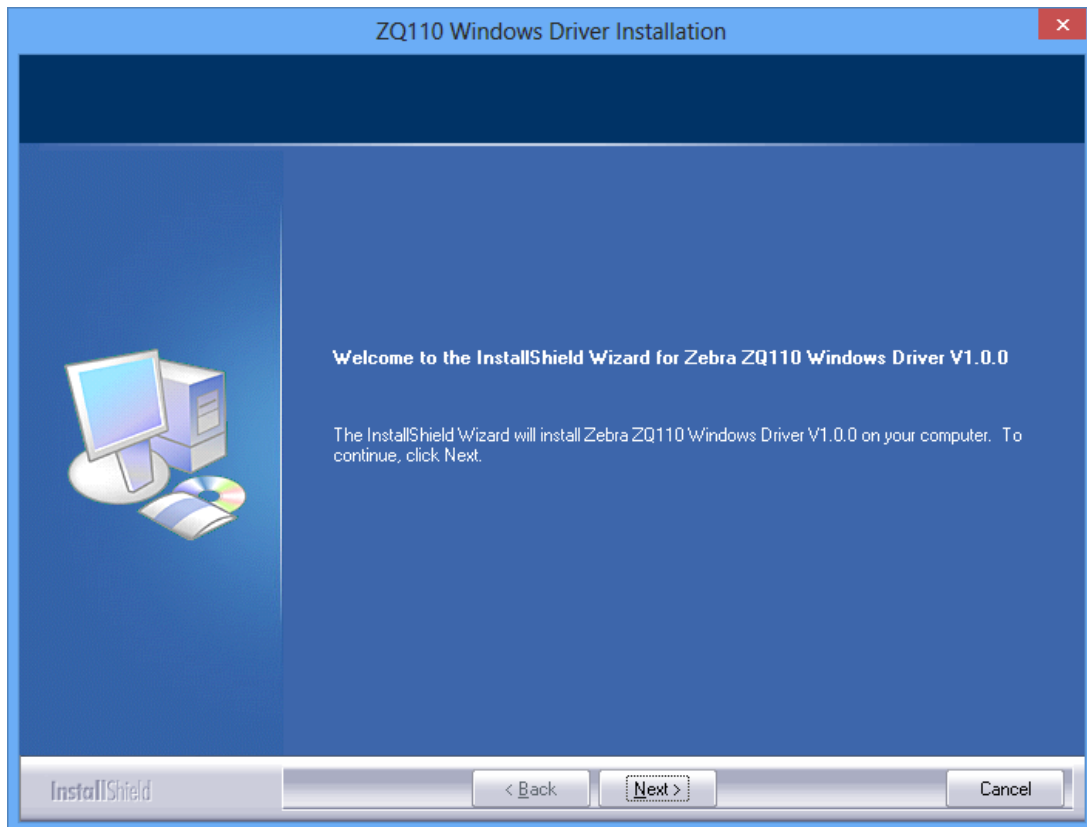 ZQ110 Windows Driver Installation
Welcome to the InstallShield Wizard for Zebra ZQ110 Windows Driver V1.0.0
The InstallShield Wizard will install Zebra ZQ110 Windows Driver V1.0.0 on your computer. To
continue, click Next.
InstallShield
< Back
Next >
Cancel